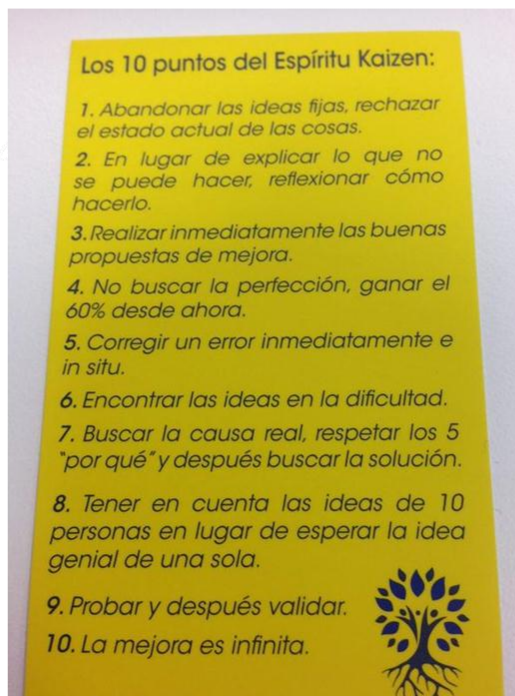 Los 10 puntos del Espíritu Kaizen:
1. Abandonar las ideas fijas, rechazar
el estado actual de las cosas.
2. En lugar de explicar lo que no
se puede hacer, reflexionar cómo
hacerlo.
3. Realizar inmediatamente las buenas
propuestas de mejora.
4. No buscar la perfección, ganar el
60% desde ahora.
5. Corregir un error inmediatamente e
in situ.
6. Encontrar las ideas en la dificultad.
7. Buscar la causa real, respetar los 5
"por qué" y después buscar la solución.
8. Tener en cuenta las ideas de 10
personas en lugar de esperar la idea
genial de una sola.
9. Probar y después validar.
10. La mejora es infinita.